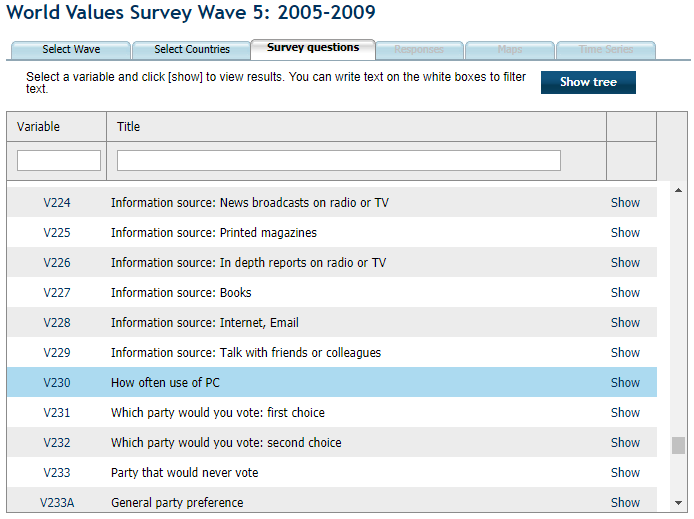 World Values Survey Wave 5: 2005-2009
Select Wave Select Countries Survey questions Responses Maps Time Series
Select a variable and click [show] to view results. You can write text on the white boxes to filter
text.
Show tree
Variable Title
V224 Information source: News broadcasts on radio or TV Show
V225 Information source: Printed magazines Show
V226 Information source: In depth reports on radio or TV Show
V227 Information source: Books Show
V228 Information source: Internet, Email Show
V229 Information source: Talk with friends or colleagues Show
V230 How often use of PC Show
V231 Which party would you vote: first choice Show
V232 Which party would you vote: second choice Show
V233 Party that would never vote Show
V233A General party preference Show